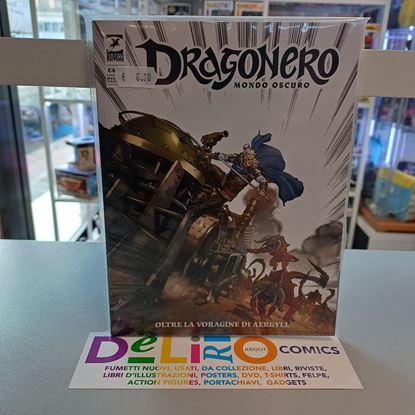 DRAGONERO
MONDO OSCURO
€ 6.30
OLTRE LA VORAGINE DI AERGYLL
DeLiRIO ABOUT COMICS
FUMETTI NUOVI, USATI, DA COLLEZIONE, LIBRI, RIVISTE,
LIBRI D'ILLUSTRAZIONI, POSTERS, DVD, T-SHIRTS, FELPE,
ACTION FIGURES, PORTACHIAVI, GADGETS